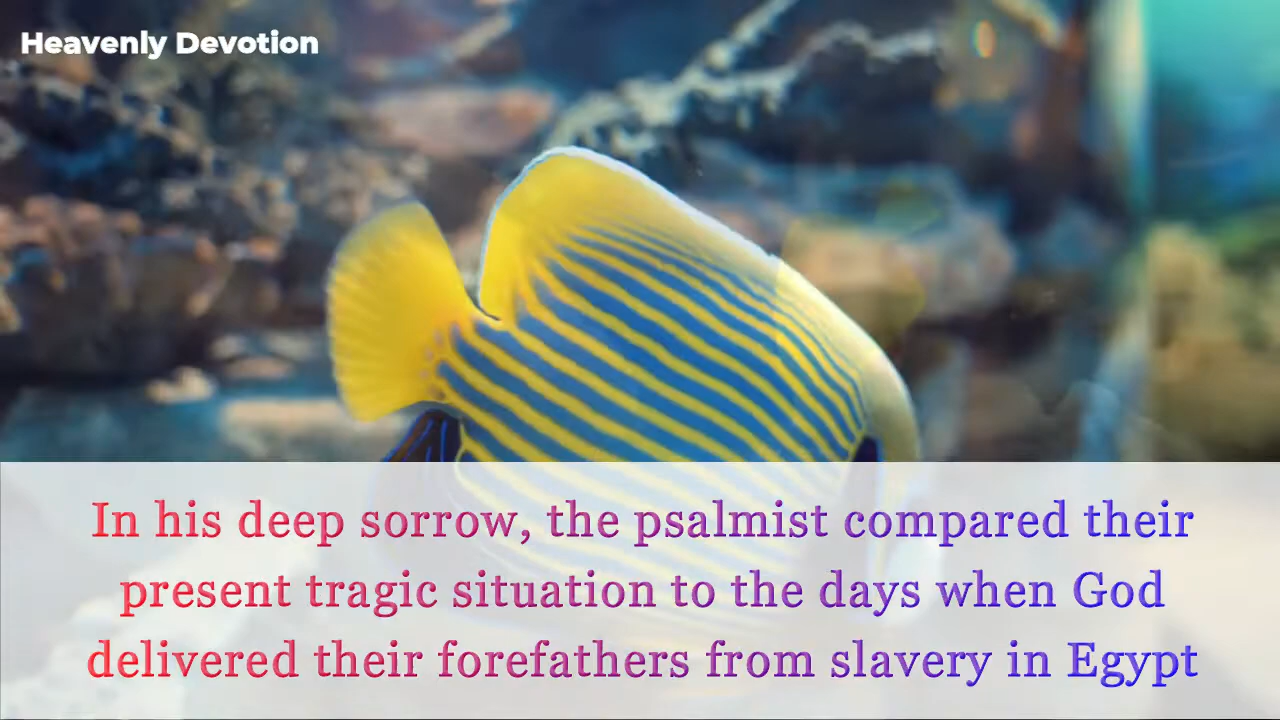 Heavenly Devotion
In his deep sorrow, the psalmist compared their
present tragic situation to the days when God
delivered their forefathers from slavery in Egypt